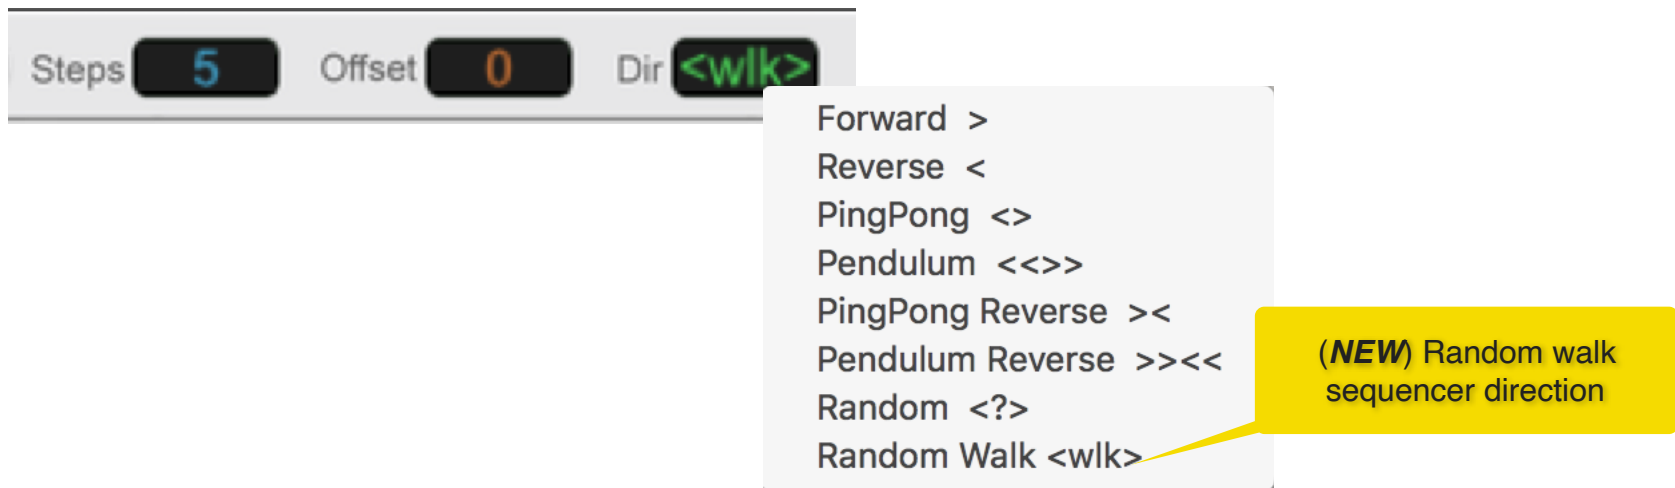 Steps 5 Offset 0 Dir <wlk>
Forward >
Reverse <
PingPong <>
Pendulum <<>>
PingPong Reverse ><
Pendulum Reverse >><<
Random <?>
Random Walk <wlk>
(NEW) Random walk
sequencer direction